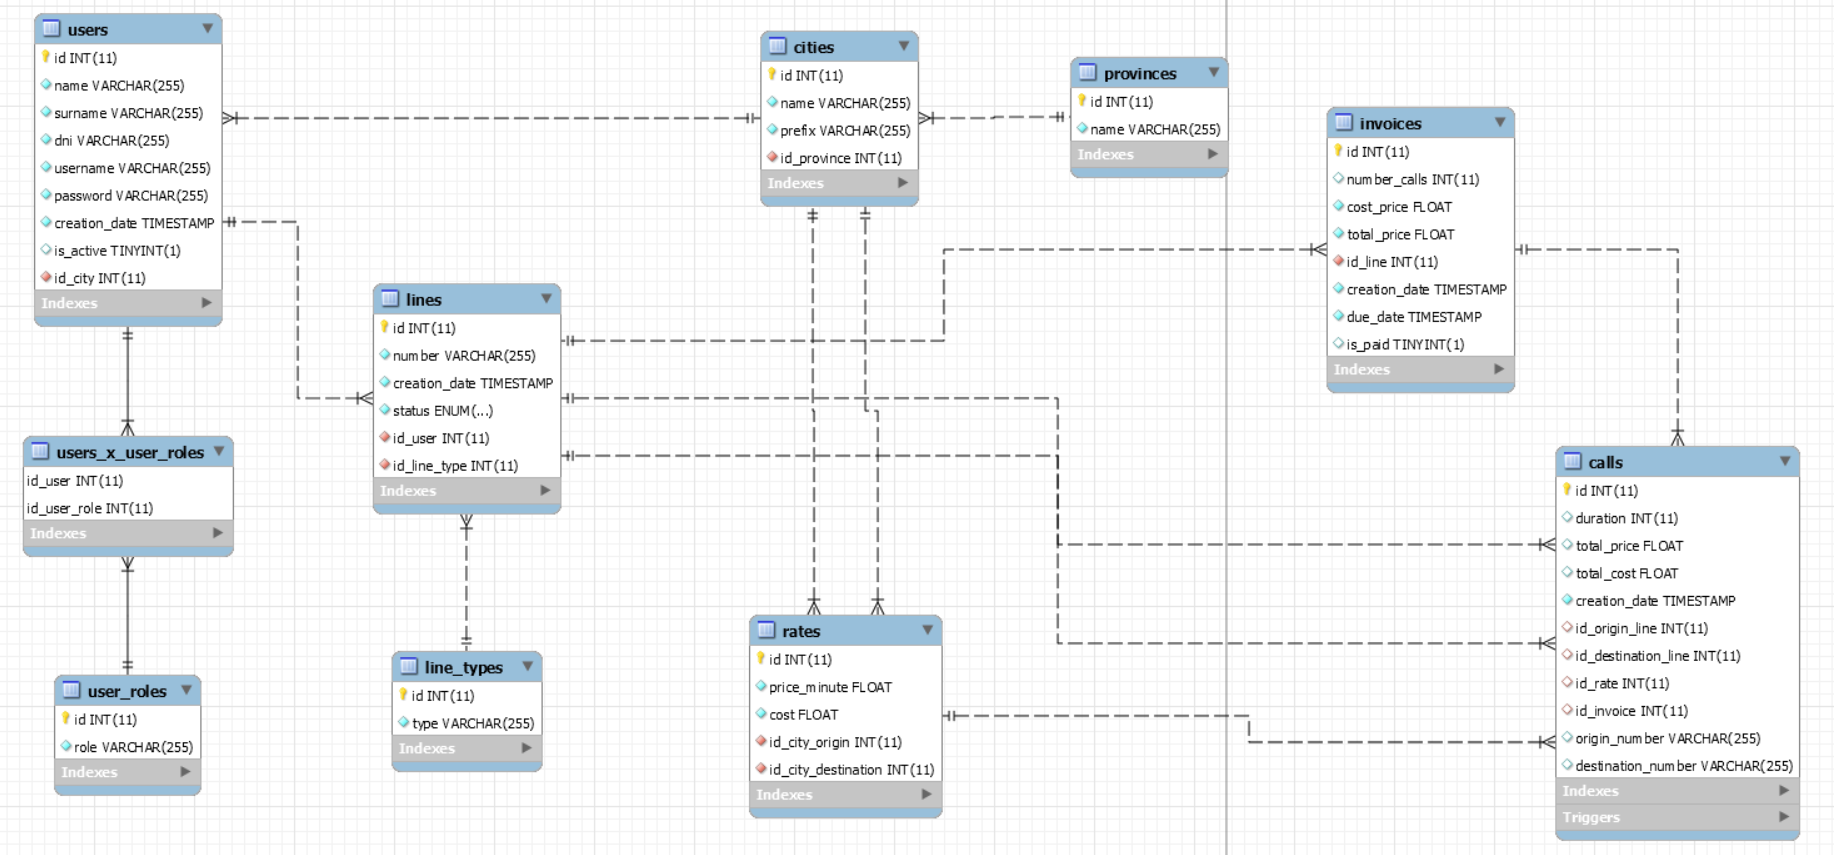 users
id INT(11)
name VARCHAR(255)
surname VARCHAR(255)
dni VARCHAR(255)
username VARCHAR(255)
password VARCHAR(255)
creation_date TIMESTAMP
is_active TINYINT(1)
id_city INT(11)
Indexes
users_x_user_roles
id_user INT(11)
id_user_role INT(11)
Indexes
user_roles
id INT(11)
role VARCHAR(255)
Indexes
lines
id INT(11)
number VARCHAR(255)
creation_date TIMESTAMP
status ENUM(...)
id_user INT(11)
id_line_type INT(11)
Indexes
line_types
id INT(11)
type VARCHAR(255)
Indexes
cities
id INT(11)
name VARCHAR(255)
prefix VARCHAR(255)
id_province INT(11)
Indexes
provinces
id INT(11)
name VARCHAR(255)
Indexes
rates
id INT(11)
price_minute FLOAT
cost FLOAT
id_city_origin INT(11)
id_city_destination INT(11)
Indexes
invoices
id INT(11)
number_calls INT(11)
cost_price FLOAT
total_price FLOAT
id_line INT(11)
creation_date TIMESTAMP
due_date TIMESTAMP
is_paid TINYINT(1)
Indexes
calls
id INT(11)
duration INT(11)
total_price FLOAT
total_cost FLOAT
creation_date TIMESTAMP
id_origin_line INT(11)
id_destination_line INT(11)
id_rate INT(11)
id_invoice INT(11)
origin_number VARCHAR(255)
destination_number VARCHAR(255)
Indexes
Triggers